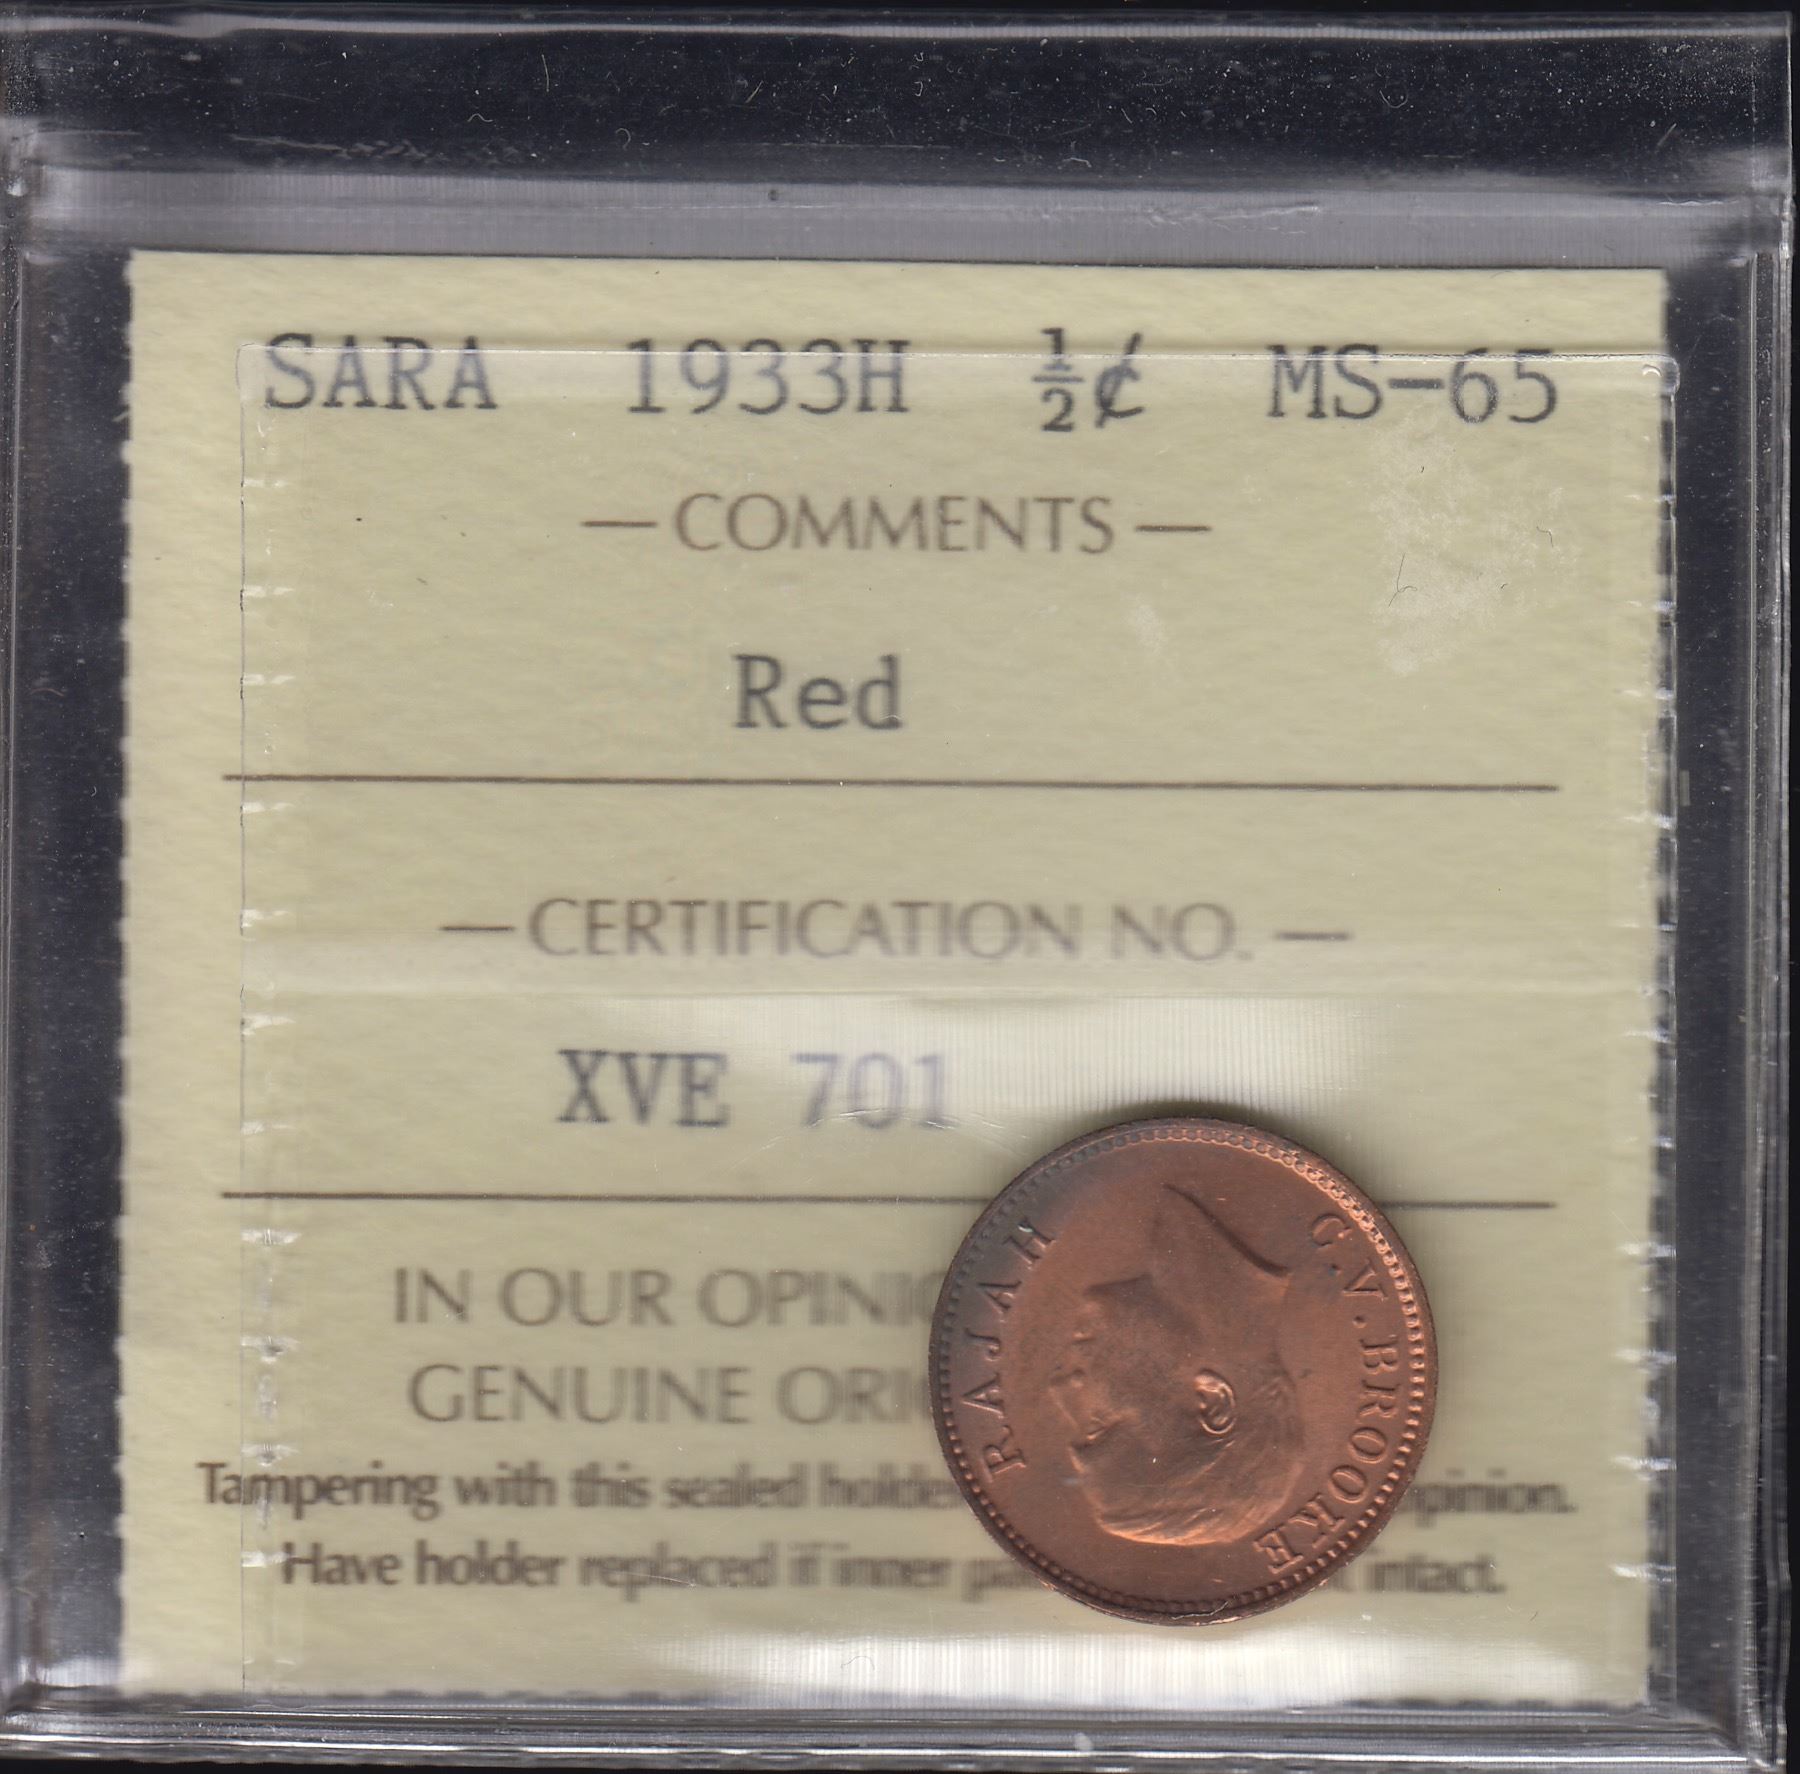 SARA 1933H ½¢ MS-65
— COMMENTS —
Red
— CERTIFICATION NO. —
XVE 701
IN OUR OPINI
GENUINE ORI
Tampering with this sealed holde pinion.
Have holder replaced if inner pa t intact.
RAJAH C.V.BROOKE